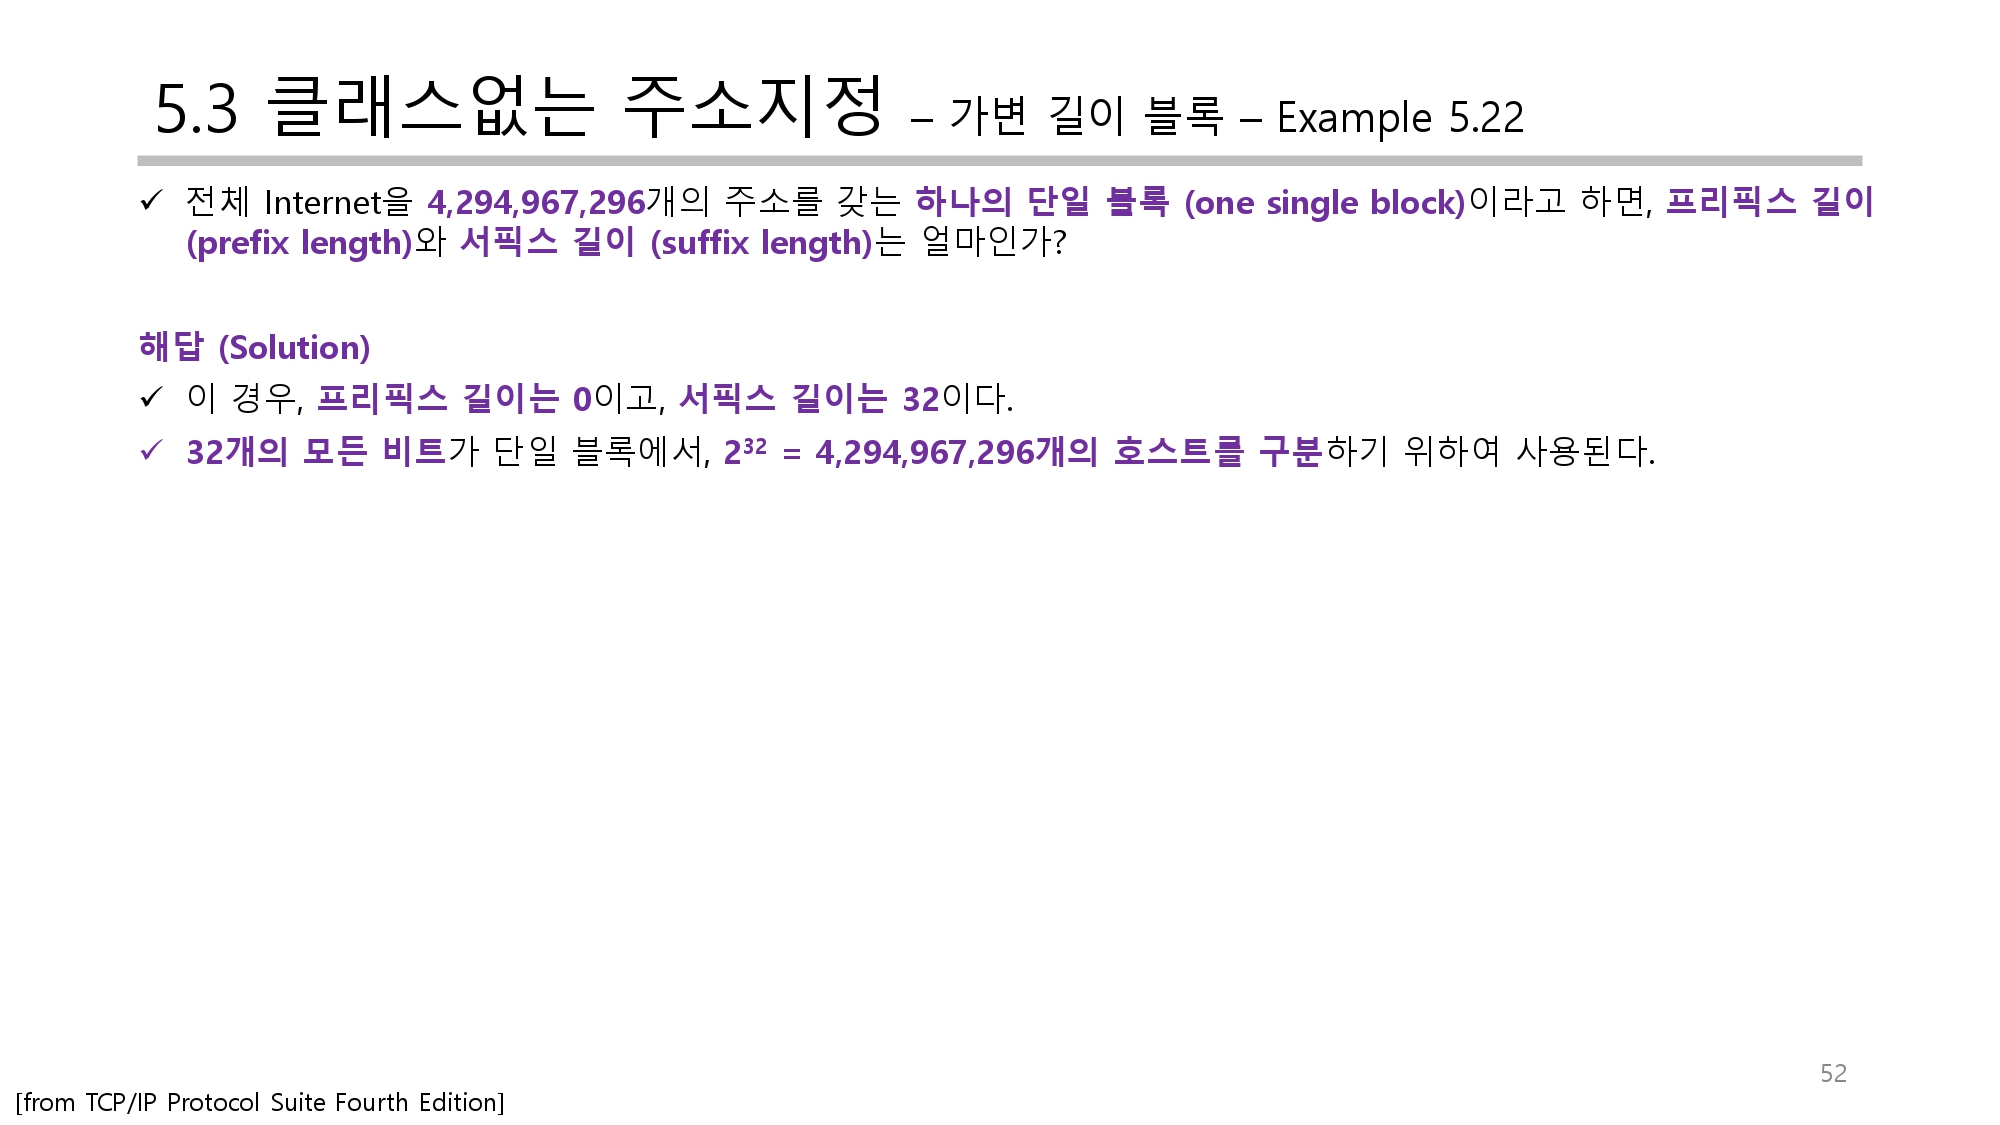 5.3 클래스없는 주소지정 – 가변 길이 블록 – Example 5.22
✓ 전체 Internet을 4,294,967,296개의 주소를 갖는 하나의 단일 블록 (one single block)이라고 하면, 프리픽스 길이
(prefix length)와 서픽스 길이 (suffix length)는 얼마인가?
해답 (Solution)
✓ 이 경우, 프리픽스 길이는 0이고, 서픽스 길이는 32이다.
✓ 32개의 모든 비트가 단일 블록에서, 2³² = 4,294,967,296개의 호스트를 구분하기 위하여 사용된다.
52
[from TCP/IP Protocol Suite Fourth Edition]